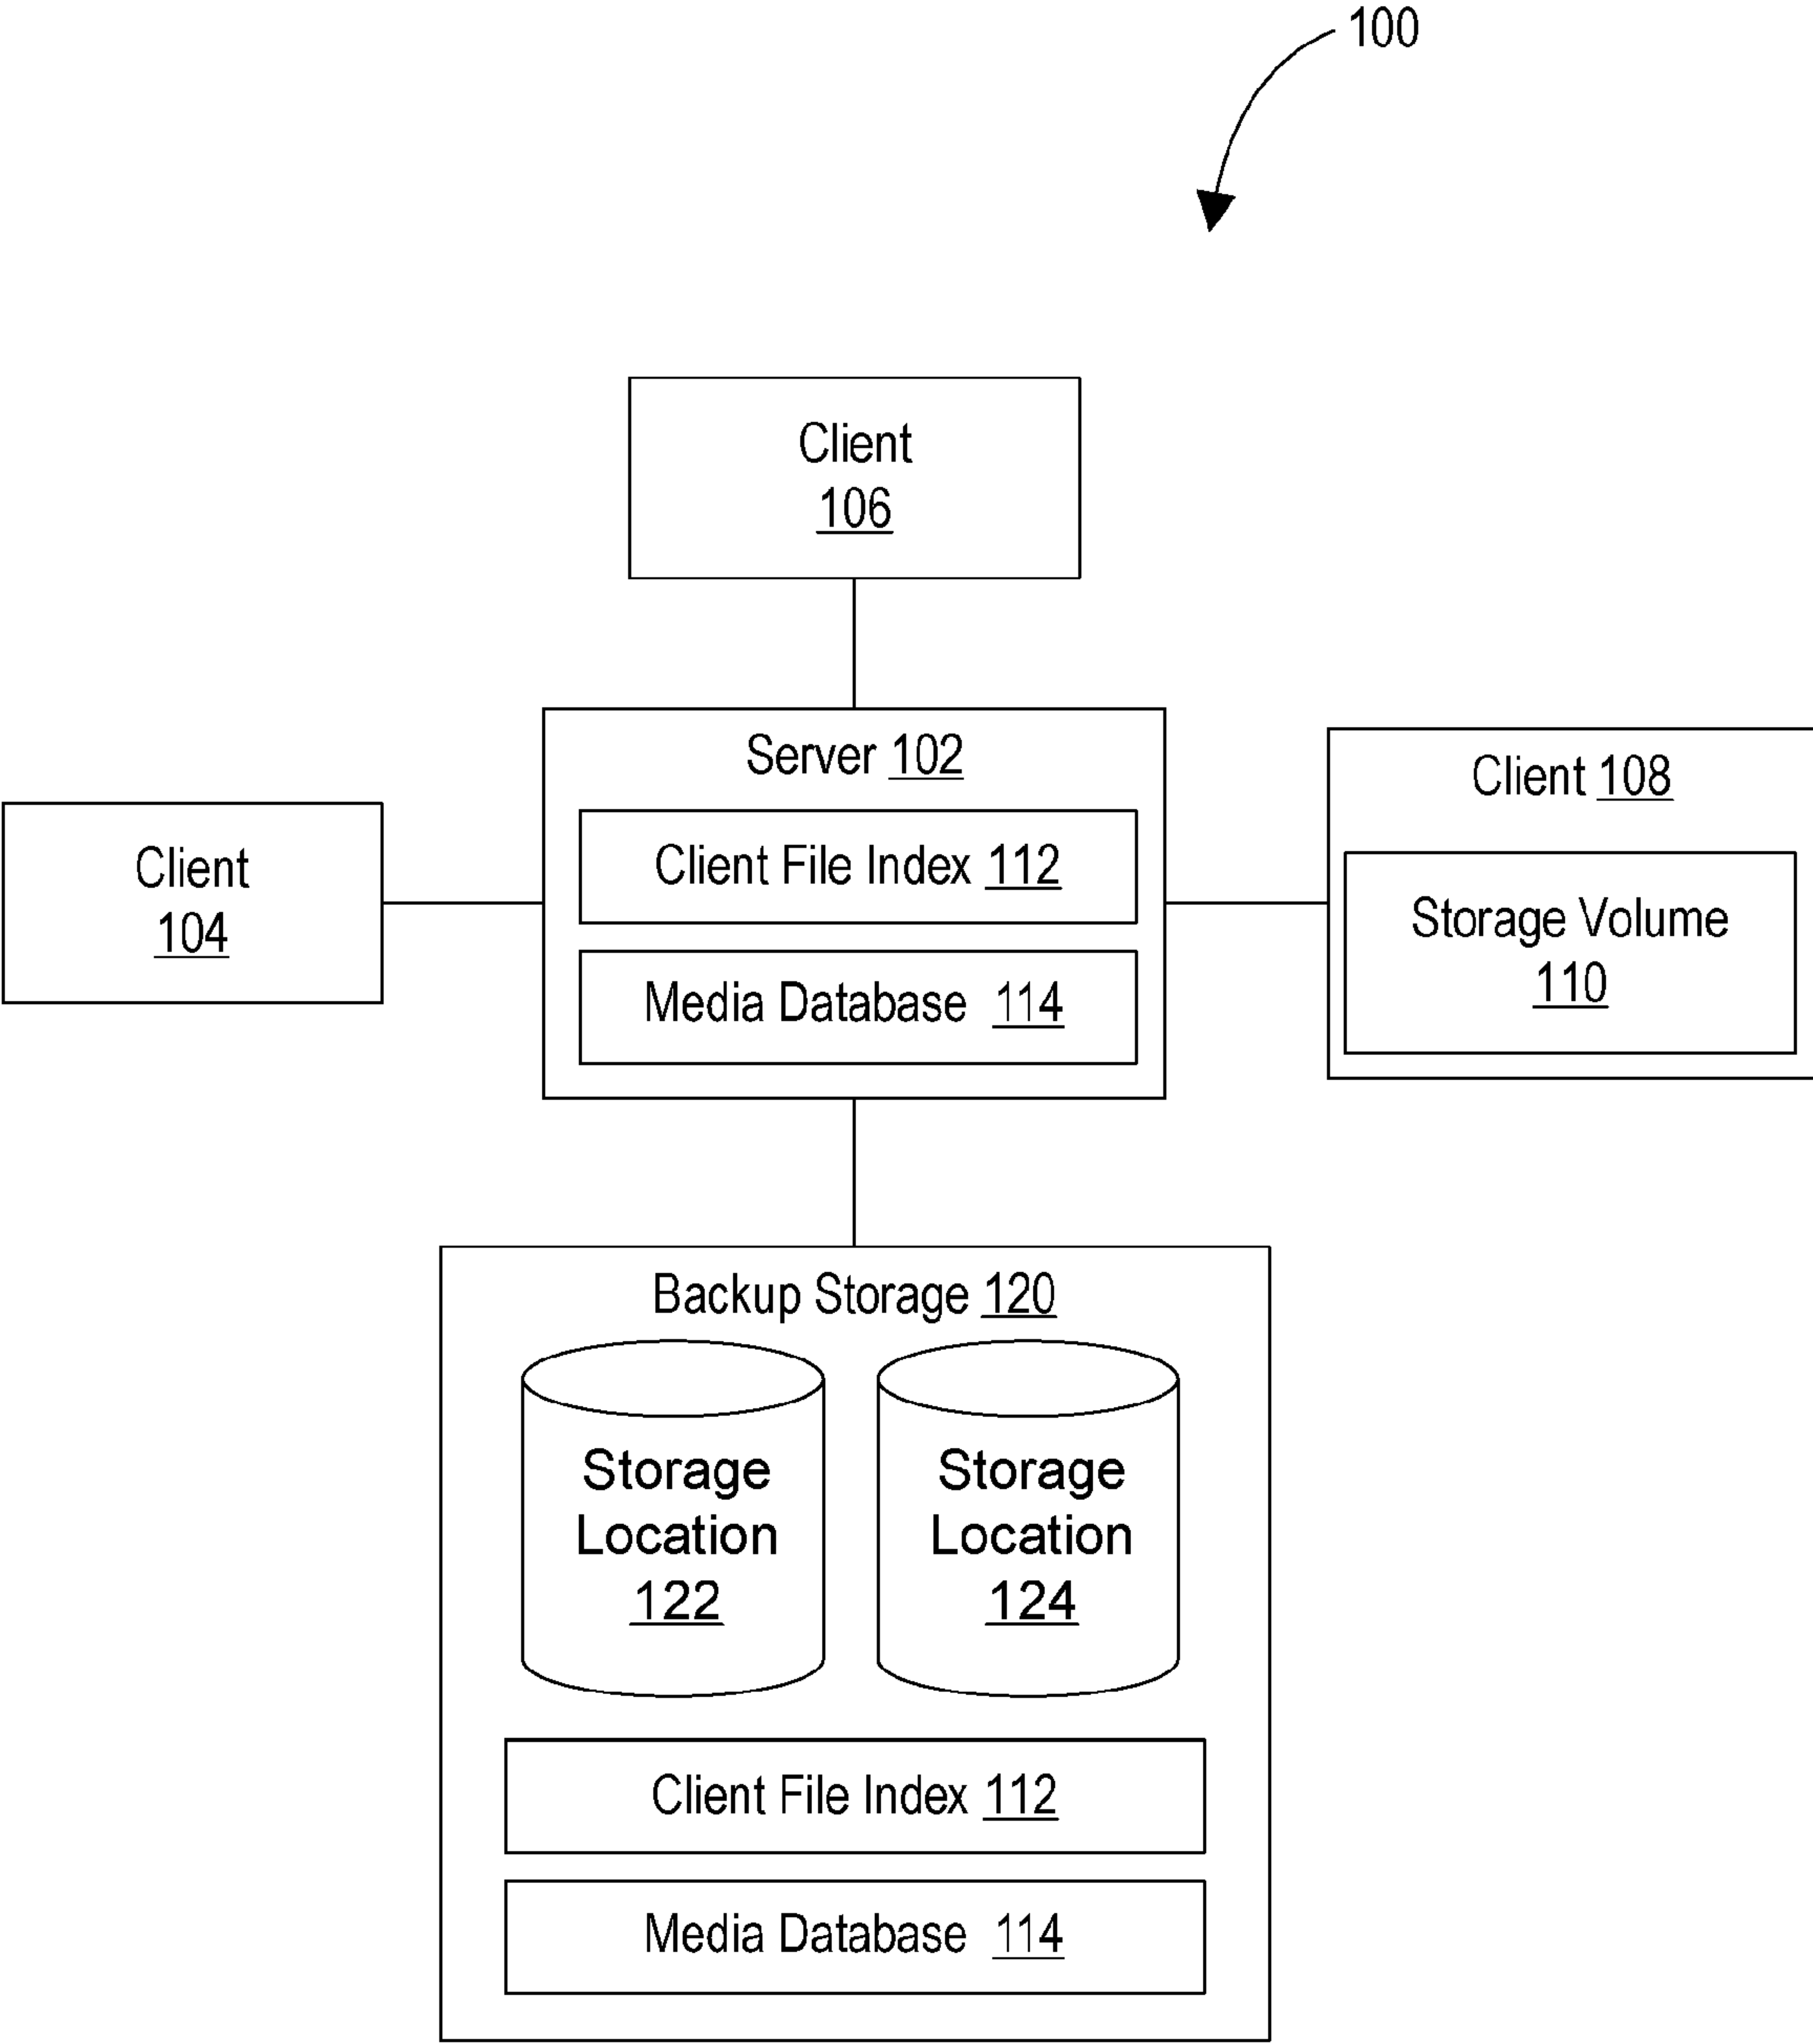 100
Client
106
Server 102
Client File Index 112
Media Database 114
Client
104
Client 108
Storage Volume
110
Backup Storage 120
Storage
Location
122
Storage
Location
124
Client File Index 112
Media Database 114